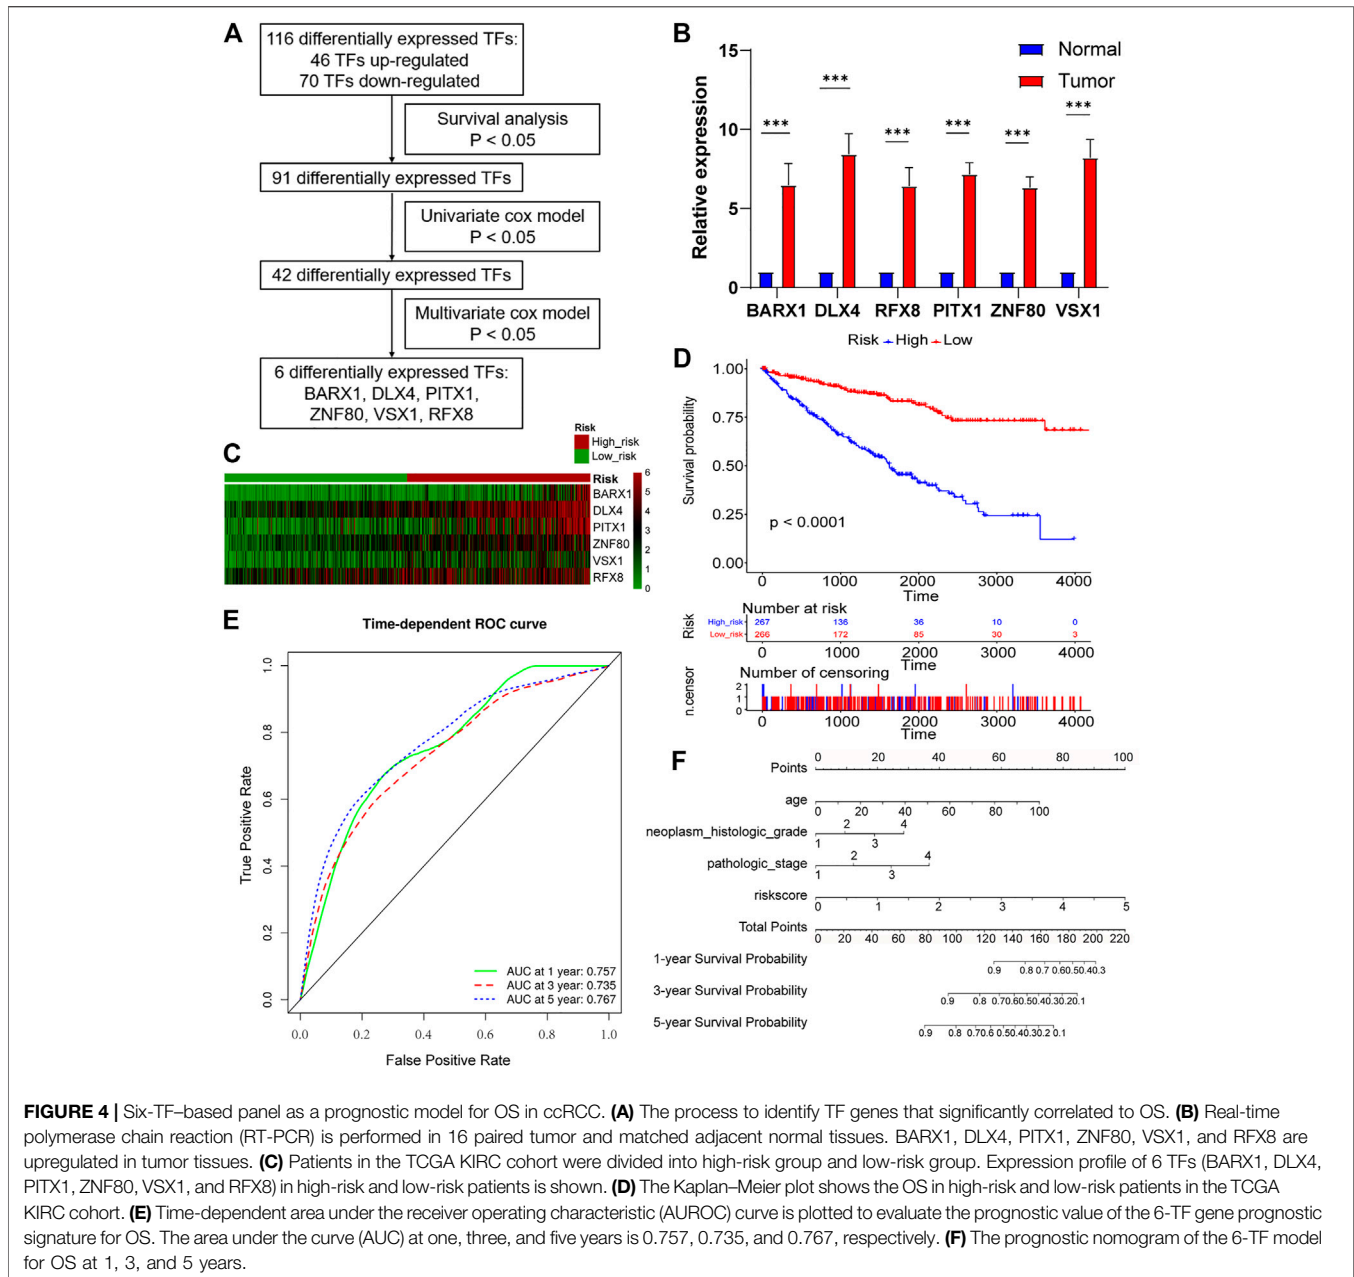 A
116 differentially expressed TFs:
46 TFs up-regulated
70 TFs down-regulated
Survival analysis
P < 0.05
91 differentially expressed TFs
Univariate cox model
P < 0.05
42 differentially expressed TFs
Multivariate cox model
P < 0.05
6 differentially expressed TFs:
BARX1, DLX4, PITX1,
ZNF80, VSX1, RFX8
B
Normal
Tumor
Relative expression
15
10
5
0
*** *** *** *** *** ***
BARX1 DLX4 RFX8 PITX1 ZNF80 VSX1
C
Risk
High_risk
Low_risk
Risk
BARX1
DLX4
PITX1
ZNF80
VSX1
RFX8
6
5
4
3
2
1
0
D
Risk High Low
Survival probability
1.00
0.75
0.50
0.25
0.00
p < 0.0001
0 1000 2000 3000 4000
Time
Number at risk
Risk
High_risk 267 136 36 10 0
Low_risk 266 172 85 30 3
0 1000 2000 3000 4000
Time
Number of censoring
n.censor
2
1
0
0 1000 2000 3000 4000
Time
E
Time-dependent ROC curve
True Positive Rate
1.0
0.8
0.6
0.4
0.2
0.0
AUC at 1 year: 0.757
AUC at 3 year: 0.735
AUC at 5 year: 0.767
0.0 0.2 0.4 0.6 0.8 1.0
False Positive Rate
F
Points
0 20 40 60 80 100
age
0 20 40 60 80 100
neoplasm_histologic_grade
2 4
1 3
pathologic_stage
2 4
1 3
riskscore
0 1 2 3 4 5
Total Points
0 20 40 60 80 100 120 140 160 180 200 220
1-year Survival Probability
0.9 0.8 0.7 0.60.50.40.3
3-year Survival Probability
0.9 0.8 0.70.60.50.40.30.20.1
5-year Survival Probability
0.9 0.8 0.70.6 0.50.40.30.2 0.1
FIGURE 4 | Six-TF–based panel as a prognostic model for OS in ccRCC. (A) The process to identify TF genes that significantly correlated to OS. (B) Real-time
polymerase chain reaction (RT-PCR) is performed in 16 paired tumor and matched adjacent normal tissues. BARX1, DLX4, PITX1, ZNF80, VSX1, and RFX8 are
upregulated in tumor tissues. (C) Patients in the TCGA KIRC cohort were divided into high-risk group and low-risk group. Expression profile of 6 TFs (BARX1, DLX4,
PITX1, ZNF80, VSX1, and RFX8) in high-risk and low-risk patients is shown. (D) The Kaplan–Meier plot shows the OS in high-risk and low-risk patients in the TCGA
KIRC cohort. (E) Time-dependent area under the receiver operating characteristic (AUROC) curve is plotted to evaluate the prognostic value of the 6-TF gene prognostic
signature for OS. The area under the curve (AUC) at one, three, and five years is 0.757, 0.735, and 0.767, respectively. (F) The prognostic nomogram of the 6-TF model
for OS at 1, 3, and 5 years.